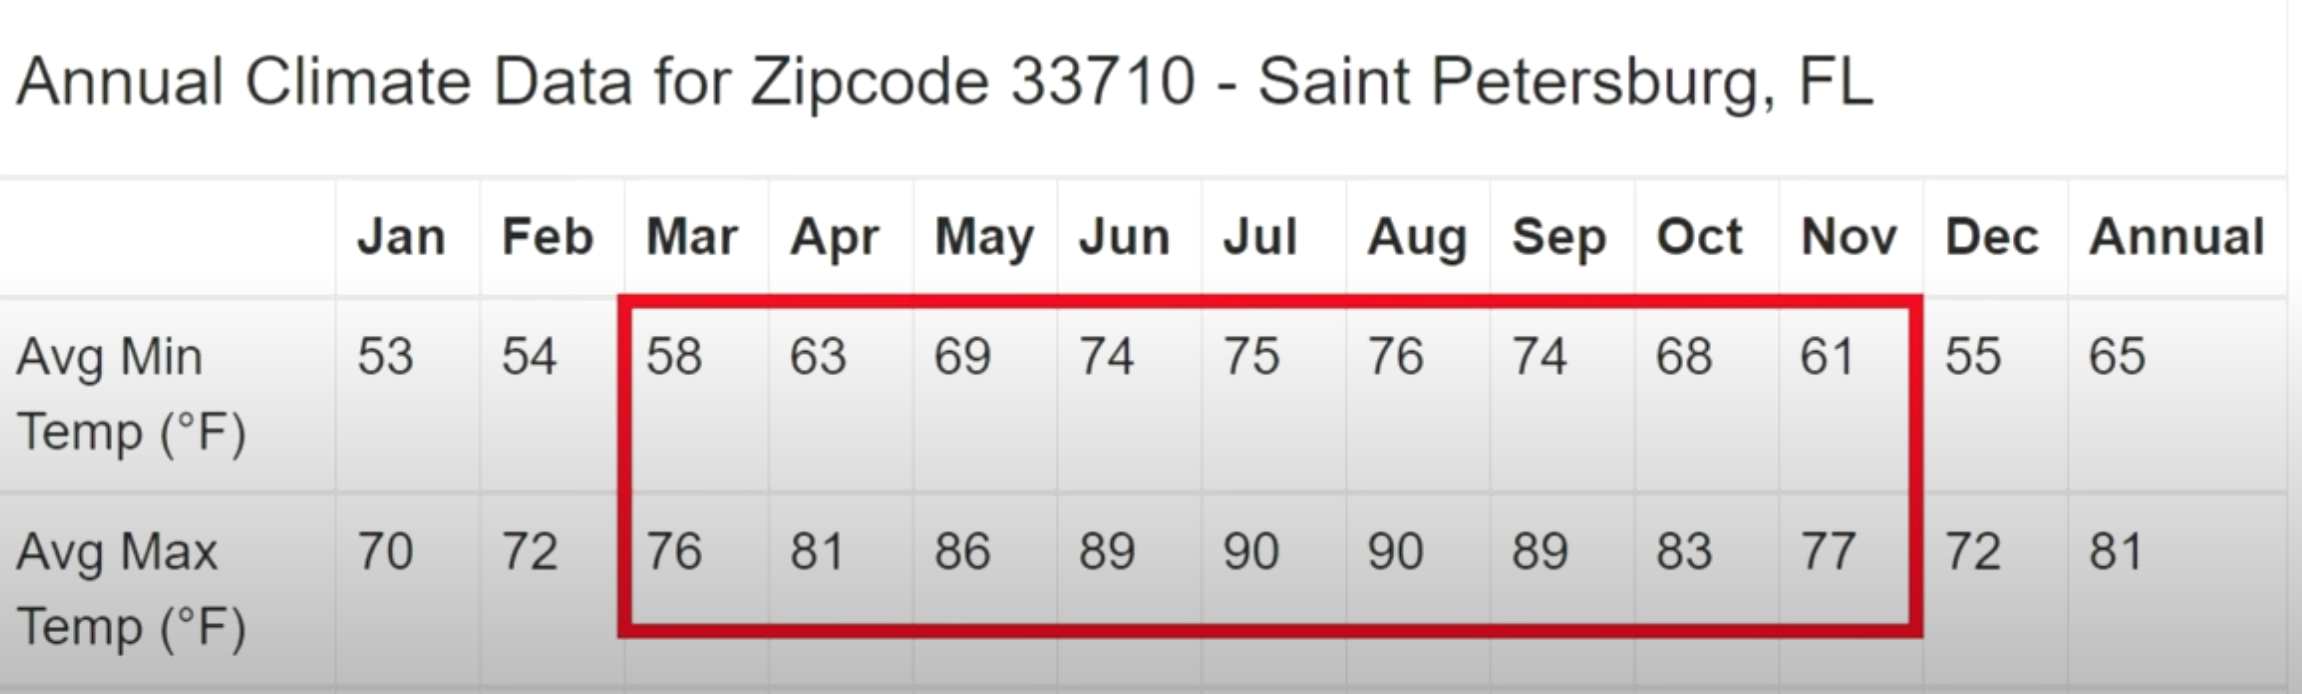 Annual Climate Data for Zipcode 33710 - Saint Petersburg, FL
Jan Feb Mar Apr May Jun Jul Aug Sep Oct Nov Dec Annual
Avg Min 53 54 58 63 69 74 75 76 74 68 61 55 65
Temp (°F)
Avg Max 70 72 76 81 86 89 90 90 89 83 77 72 81
Temp (°F)